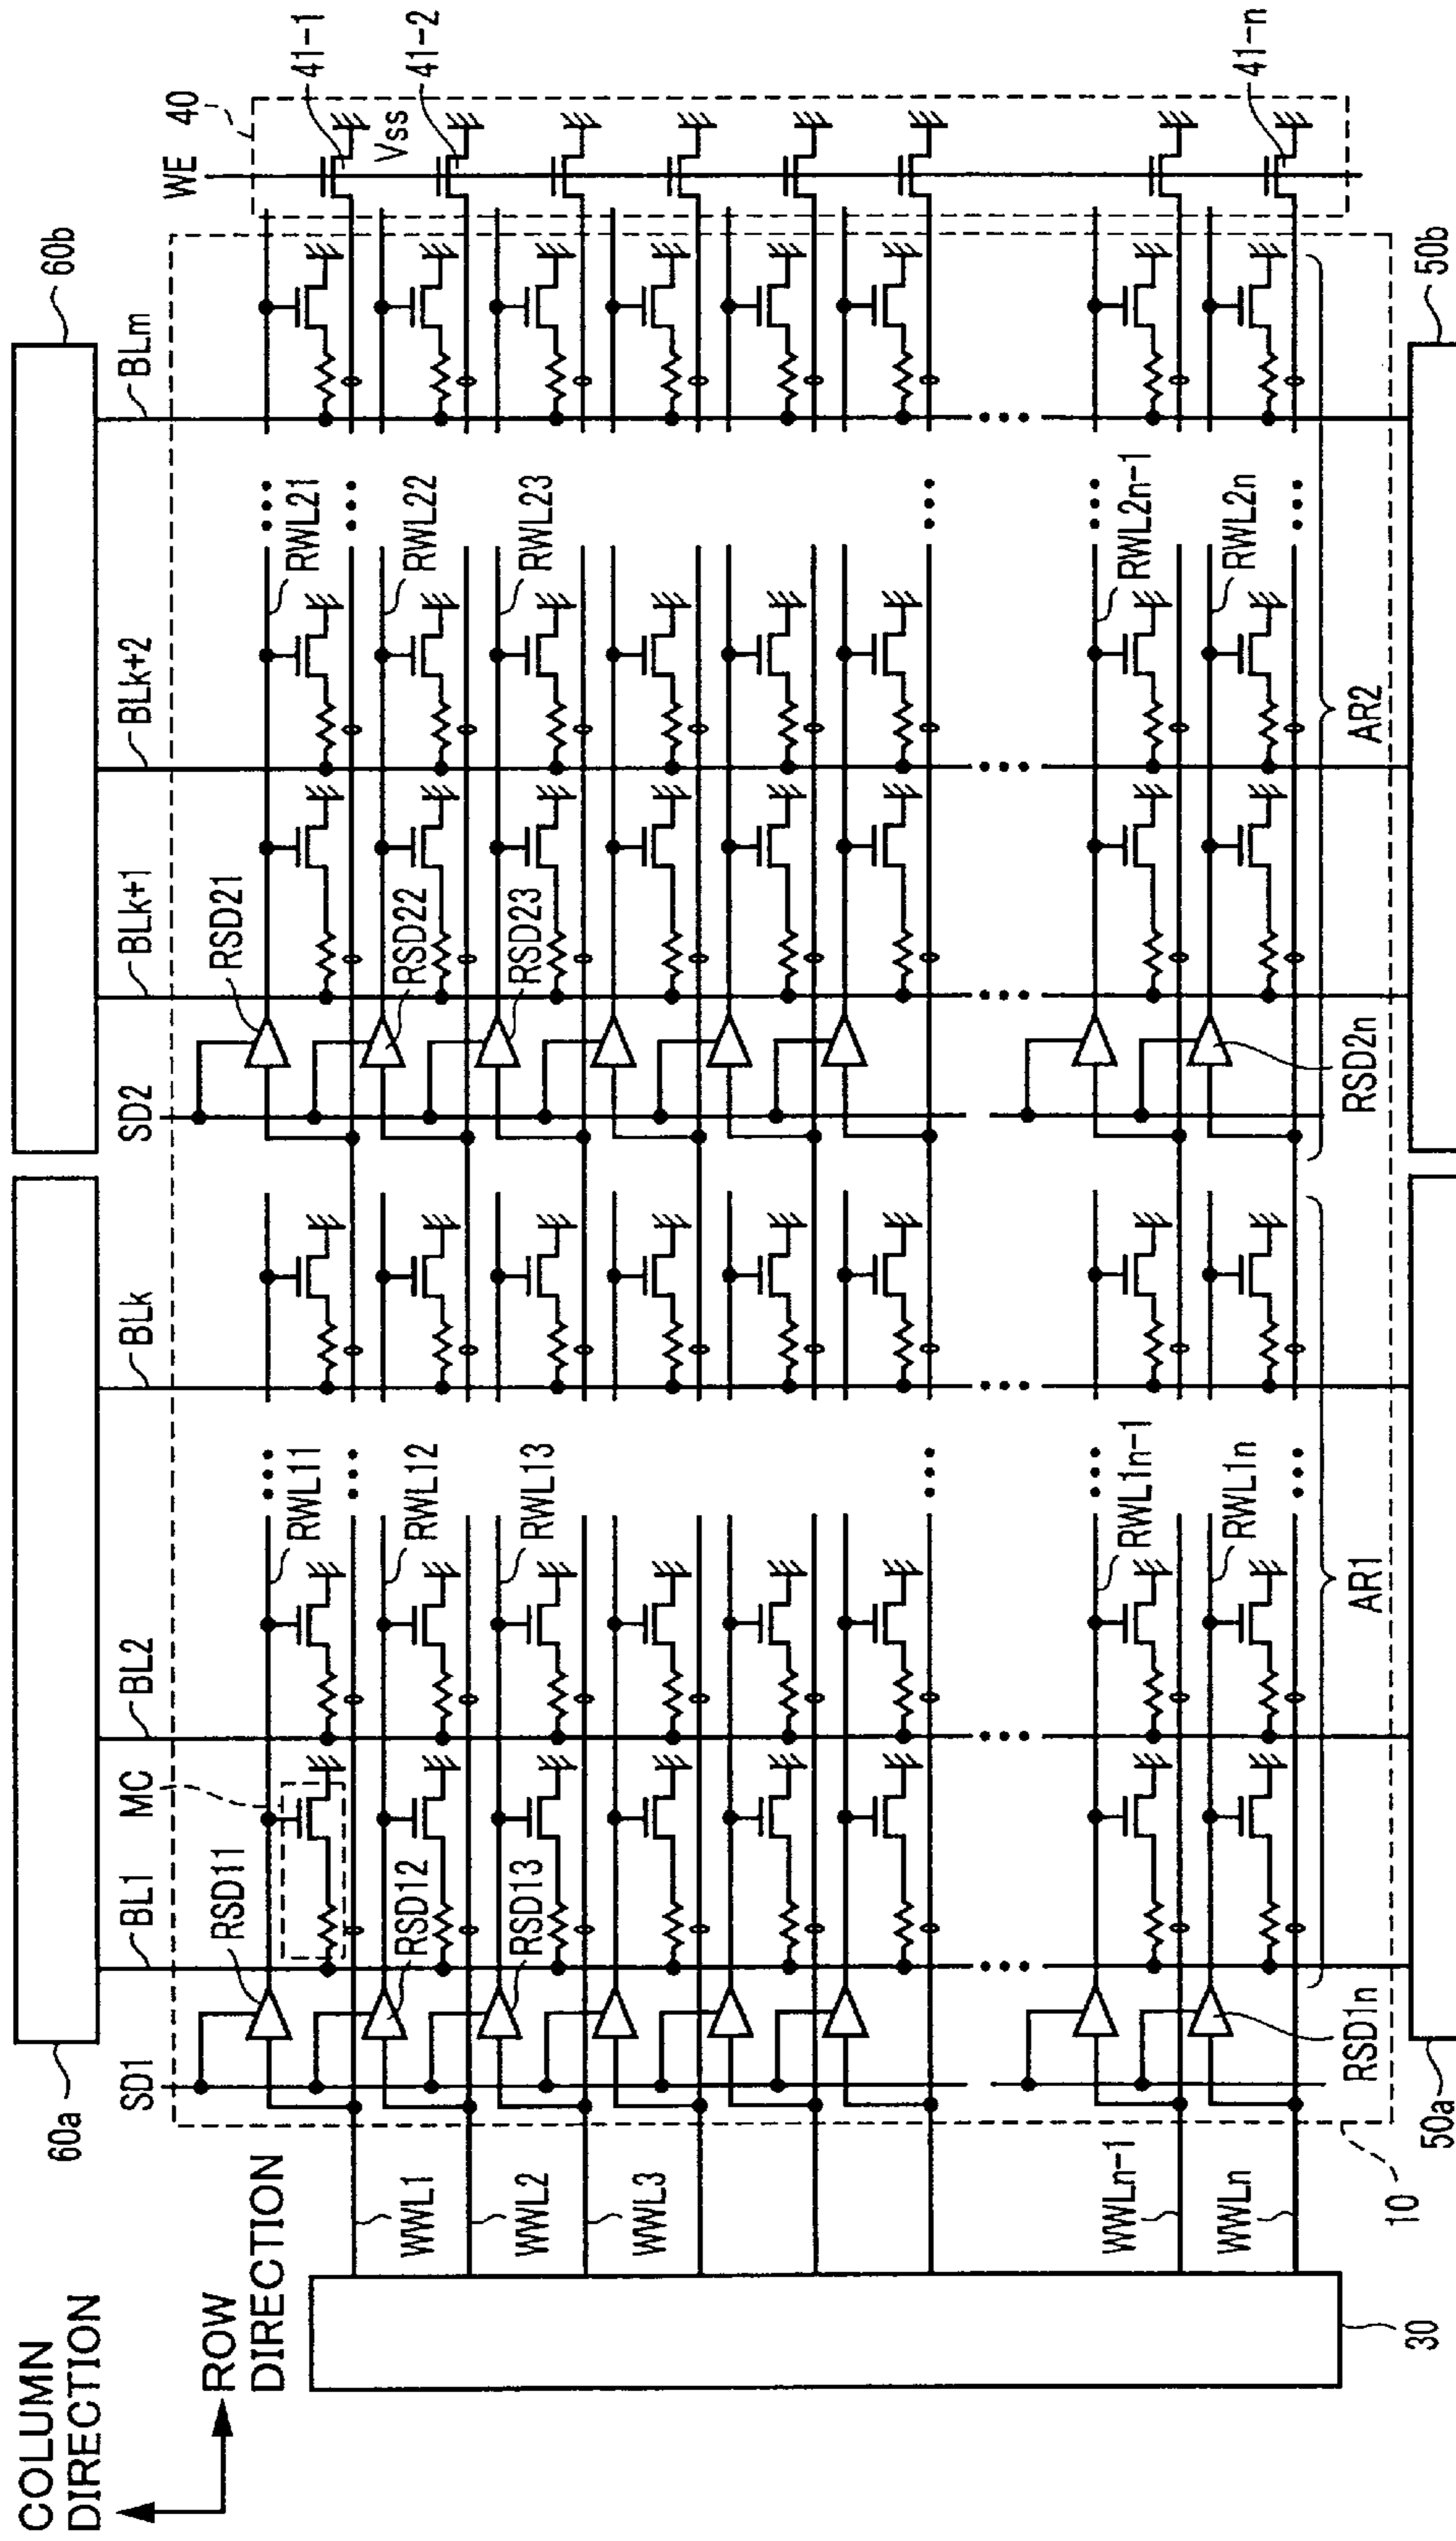 COLUMN
DIRECTION
ROW
DIRECTION
60a
60b
SD1
BL1
MC
BL2
BLk
SD2
BLk+1
BLk+2
BLm
WE
40
RSD11
RSD12
RSD13
RWL11
RWL12
RWL13
RSD21
RSD22
RSD23
RWL21
RWL22
RWL23
41-1
Vss
41-2
WWL1
WWL2
WWL3
WWLn-1
WWLn
RWL1n-1
RWL1n
RWL2n-1
RWL2n
41-n
30
10
RSD1n
AR1
RSD2n
AR2
50a
50b